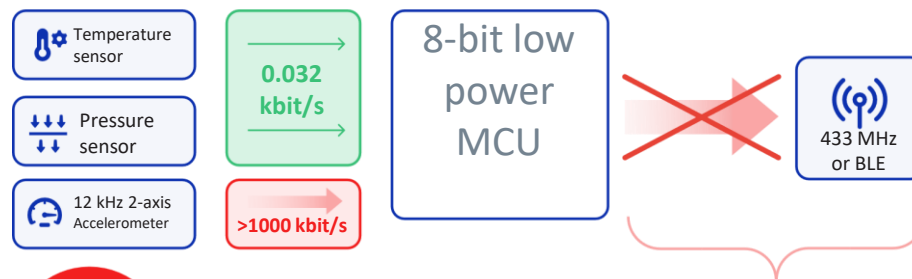 Temperature
sensor
0.032
kbit/s
8-bit low
power
MCU
Pressure
sensor
433 MHz
or BLE
12 kHz 2-axis
Accelerometer
>1000 kbit/s